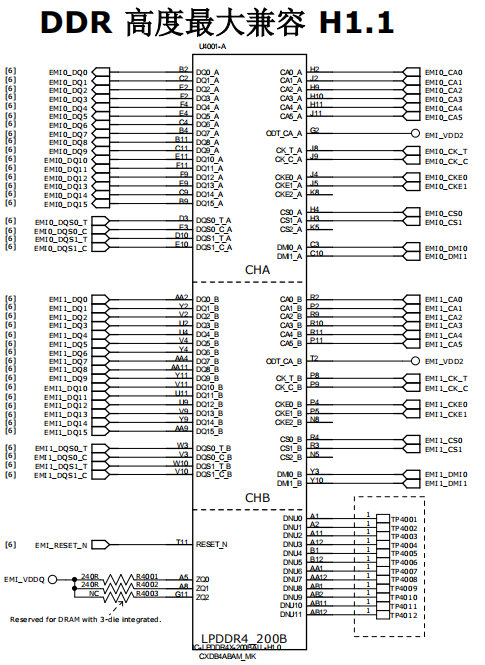 DDR 高度最大兼容 H1.1
U4001-A
[6] EMI0_DQ0 B2 DQ0_A CA0_A H2 EMI0_CA0
[6] EMI0_DQ1 C2 DQ1_A CA1_A J2 EMI0_CA1
[6] EMI0_DQ2 E2 DQ2_A CA2_A H9 EMI0_CA2
[6] EMI0_DQ3 F2 DQ3_A CA3_A H10 EMI0_CA3
[6] EMI0_DQ4 F4 DQ4_A CA4_A H11 EMI0_CA4
[6] EMI0_DQ5 E4 DQ5_A CA5_A J11 EMI0_CA5
[6] EMI0_DQ6 C4 DQ6_A
[6] EMI0_DQ7 B4 DQ7_A ODT_CA_A G2 EMI_VDD2
[6] EMI0_DQ8 B11 DQ8_A
[6] EMI0_DQ9 C11 DQ9_A CK_T_A J8 EMI0_CK_T
[6] EMI0_DQ10 E11 DQ10_A CK_C_A J9 EMI0_CK_C
[6] EMI0_DQ11 F11 DQ11_A
[6] EMI0_DQ12 F9 DQ12_A CKE0_A J4 EMI0_CKE0
[6] EMI0_DQ13 E9 DQ13_A CKE1_A J5 EMI0_CKE1
[6] EMI0_DQ14 C9 DQ14_A CKE2_A K8
[6] EMI0_DQ15 B9 DQ15_A
CS0_A H4 EMI0_CS0
[6] EMI0_DQS0_T D3 DQS0_T_A CS1_A H3 EMI0_CS1
[6] EMI0_DQS0_C E3 DQS0_C_A CS2_A K5
[6] EMI0_DQS1_T D10 DQS1_T_A
[6] EMI0_DQS1_C E10 DQS1_C_A DMI0_A C3 EMI0_DMI0
DMI1_A C10 EMI0_DMI1
CHA
[6] EMI1_DQ0 AA2 DQ0_B CA0_B R2 EMI1_CA0
[6] EMI1_DQ1 Y2 DQ1_B CA1_B P2 EMI1_CA1
[6] EMI1_DQ2 V2 DQ2_B CA2_B R9 EMI1_CA2
[6] EMI1_DQ3 U2 DQ3_B CA3_B R10 EMI1_CA3
[6] EMI1_DQ4 U4 DQ4_B CA4_B R11 EMI1_CA4
[6] EMI1_DQ5 V4 DQ5_B CA5_B P11 EMI1_CA5
[6] EMI1_DQ6 Y4 DQ6_B
[6] EMI1_DQ7 AA4 DQ7_B ODT_CA_B T2 EMI_VDD2
[6] EMI1_DQ8 AA11 DQ8_B
[6] EMI1_DQ9 Y11 DQ9_B CK_T_B P8 EMI1_CK_T
[6] EMI1_DQ10 V11 DQ10_B CK_C_B P9 EMI1_CK_C
[6] EMI1_DQ11 U11 DQ11_B
[6] EMI1_DQ12 U9 DQ12_B CKE0_B P4 EMI1_CKE0
[6] EMI1_DQ13 V9 DQ13_B CKE1_B P5 EMI1_CKE1
[6] EMI1_DQ14 Y9 DQ14_B CKE2_B N8
[6] EMI1_DQ15 AA9 DQ15_B
CS0_B R4 EMI1_CS0
[6] EMI1_DQS0_T W3 DQS0_T_B CS1_B R3 EMI1_CS1
[6] EMI1_DQS0_C V3 DQS0_C_B CS2_B N5
[6] EMI1_DQS1_T W10 DQS1_T_B
[6] EMI1_DQS1_C V10 DQS1_C_B DMI0_B Y3 EMI1_DMI0
DMI1_B Y10 EMI1_DMI1
CHB
DNU0 A1 1 TP4001
DNU1 A2 1 TP4002
DNU2 A11 1 TP4003
[6] EMI_RESET_N T11 RESET_N DNU3 A12 1 TP4004
DNU4 B1 1 TP4005
DNU5 B12 1 TP4006
DNU6 AA1 1 TP4007
EMI_VDDQ 240R R4001 A5 ZQ0 DNU7 AA12 1 TP4008
240R R4002 A8 ZQ1 DNU8 AB1 1 TP4009
NC R4003 G11 ZQ2 DNU9 AB2 1 TP4010
DNU10 AB11 1 TP4011
DNU11 AB12 1 TP4012
Reserved for DRAM with 3-die integrated.
LPDDR4_200B
CXDB4ABAM_MK